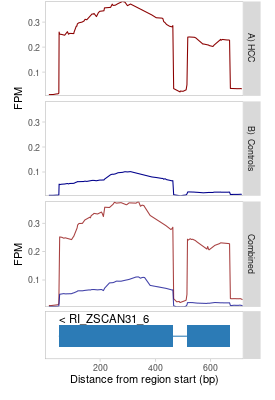 0.3
0.2
0.1
A) HCC
FPM
0.3
0.2
0.1
B) Controls
0.3
0.2
0.1
FPM
Combined
< RI_ZSCAN31_6
200
400
600
Distance from region start (bp)